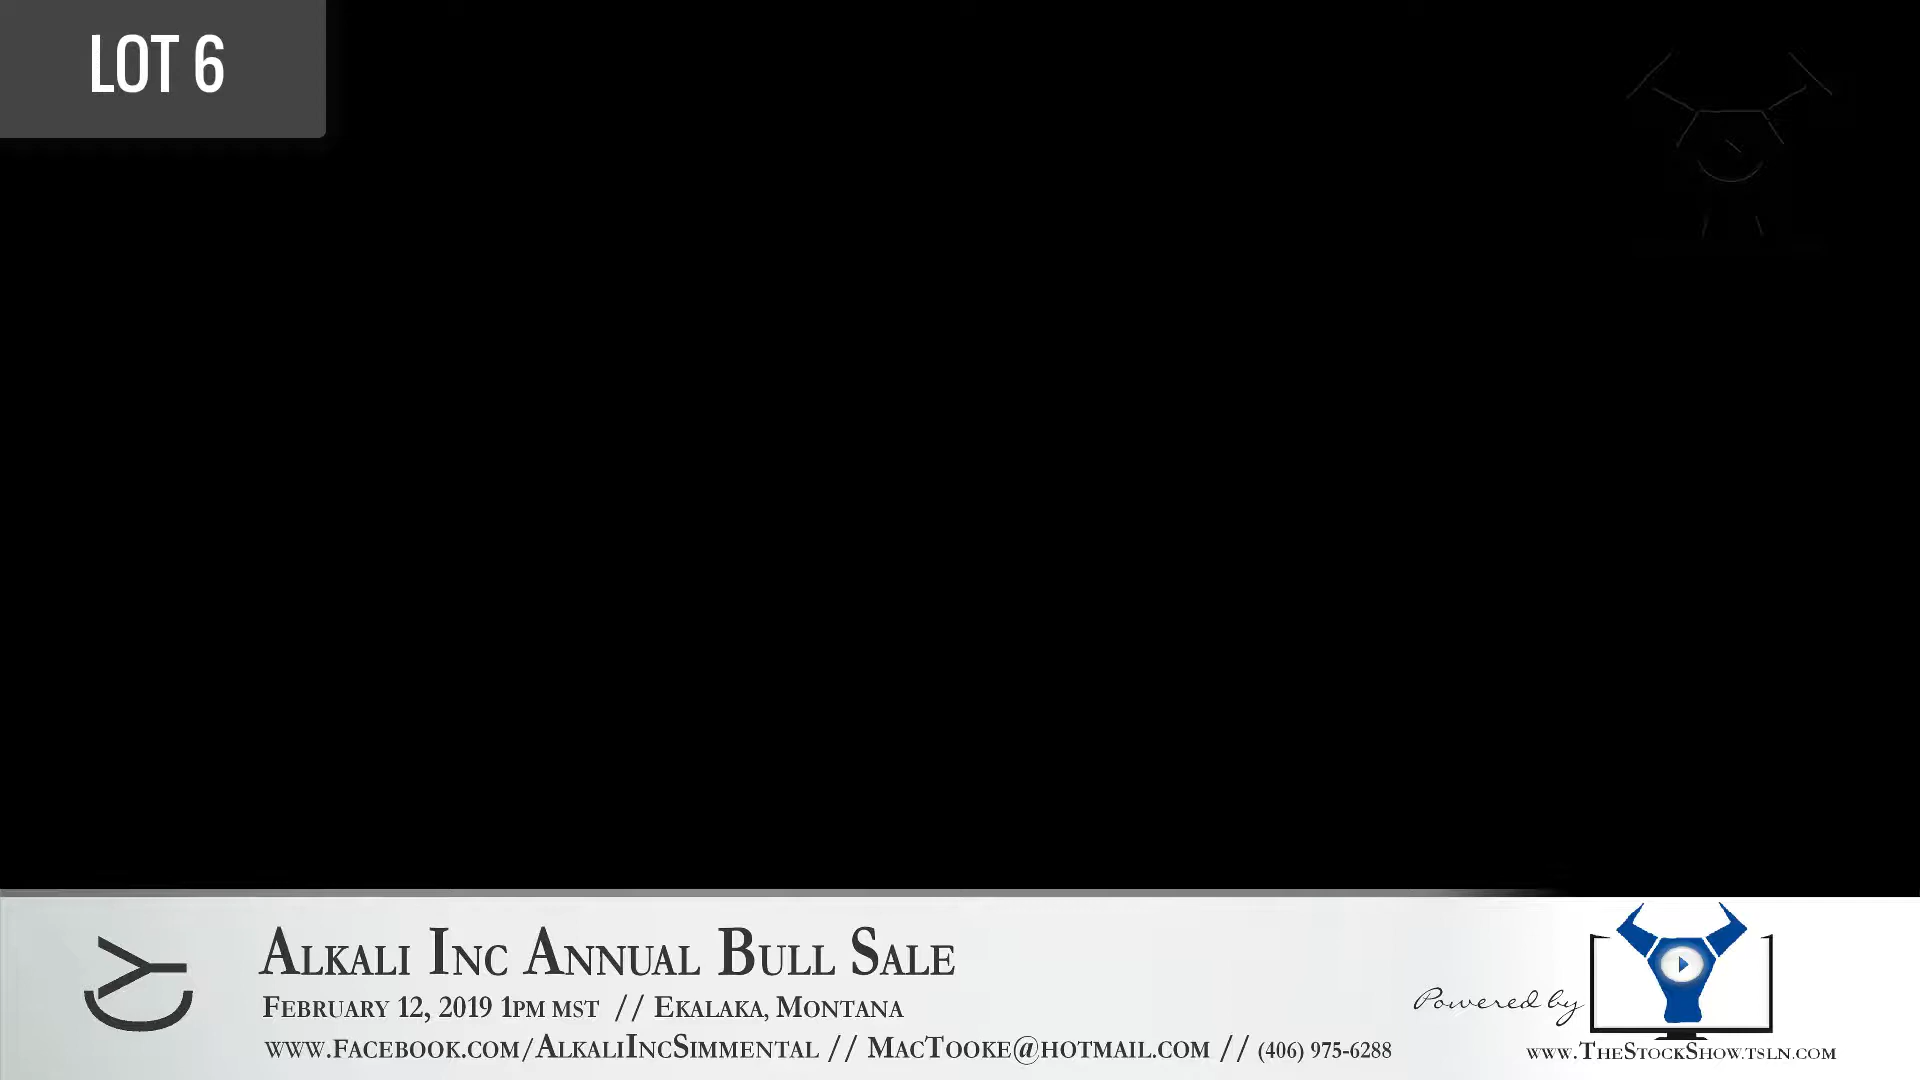 LOT 6
ALKALI INC ANNUAL BULL SALE
FEBRUARY 12, 2019 1PM MST // EKALAKA, MONTANA
WWW.FACEBOOK.COM/ALKALIINCSIMMENTAL // MACTOOKE@HOTMAIL.COM // (406) 975-6288
Powered by
WWW.THESTOCKSHOW.TSLN.COM